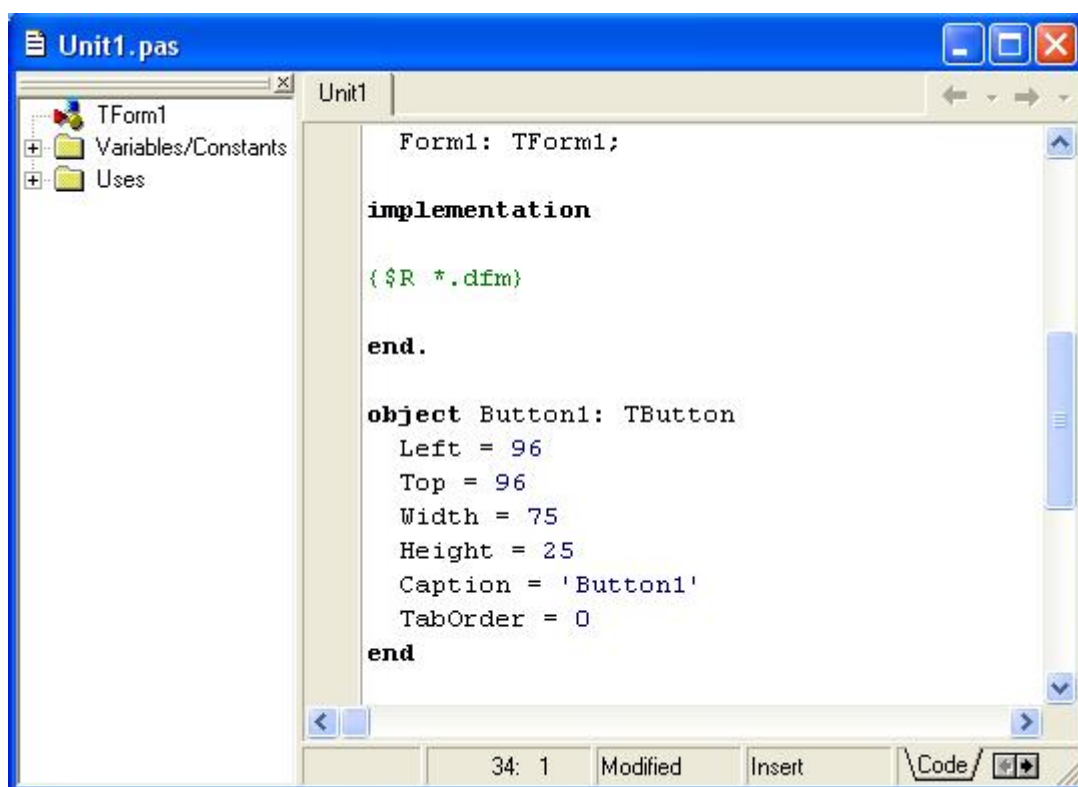 Unit1.pas
TForm1
Variables/Constants
Uses
Unit1
Form1: TForm1;
implementation
{$R *.dfm}
end.
object Button1: TButton
Left = 96
Top = 96
Width = 75
Height = 25
Caption = 'Button1'
TabOrder = 0
end
34: 1 Modified Insert \Code/